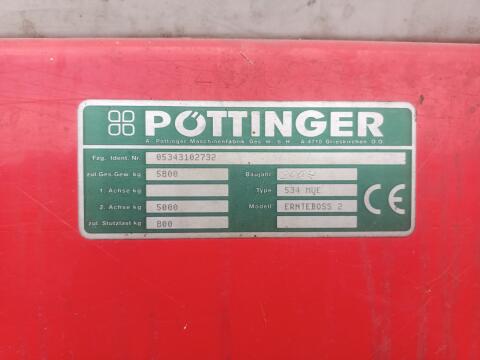 PÖTTINGER
A. Pöttinger Maschinenfabrik Ges.m.b.H. A-4710 Grieskirchen O.Ö.
Fzg. Ident. Nr. 05343102732
zul.Ges.Gew. kg 5800 Baujahr
1. Achse kg Type 534 MUE
2. Achse kg 5000 Modell ERNTEBOSS 2
zul. Stützlast kg 800
CE